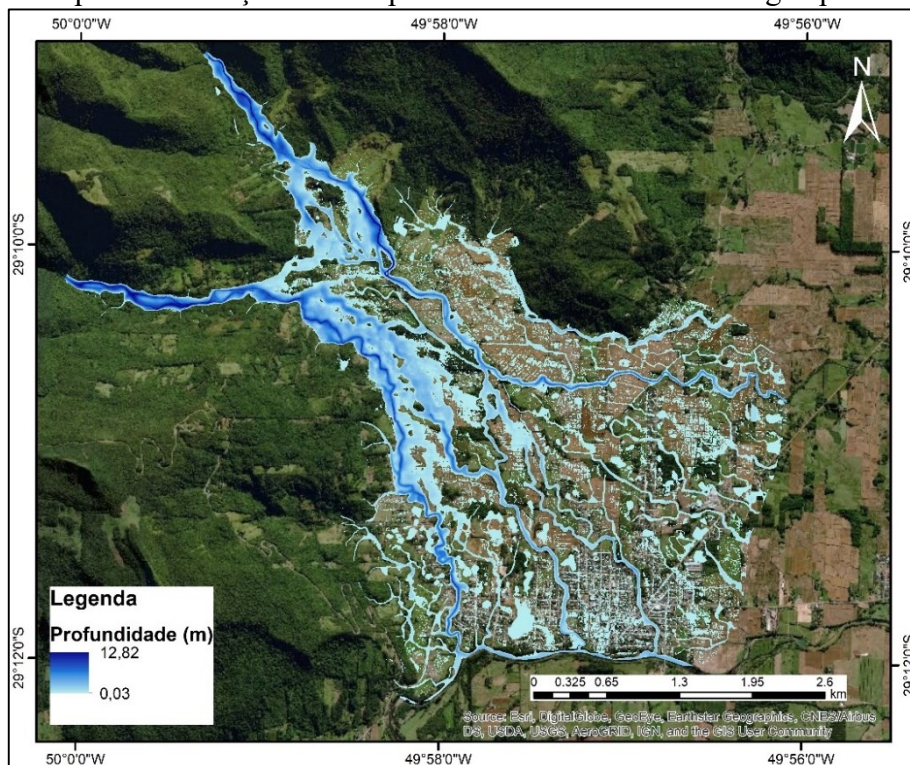 50°0'0"W 49°58'0"W 49°56'0"W
N
29°10'0"S 29°10'0"S
Legenda
Profundidade (m)
12,82
0,03
29°12'0"S 29°12'0"S
0 0.325 0.65 1.3 1.95 2.6
km
Source: Esri, DigitalGlobe, GeoEye, Earthstar Geographics, CNES/Airbus
DS, USDA, USGS, AeroGRID, IGN, and the GIS User Community
50°0'0"W 49°58'0"W 49°56'0"W